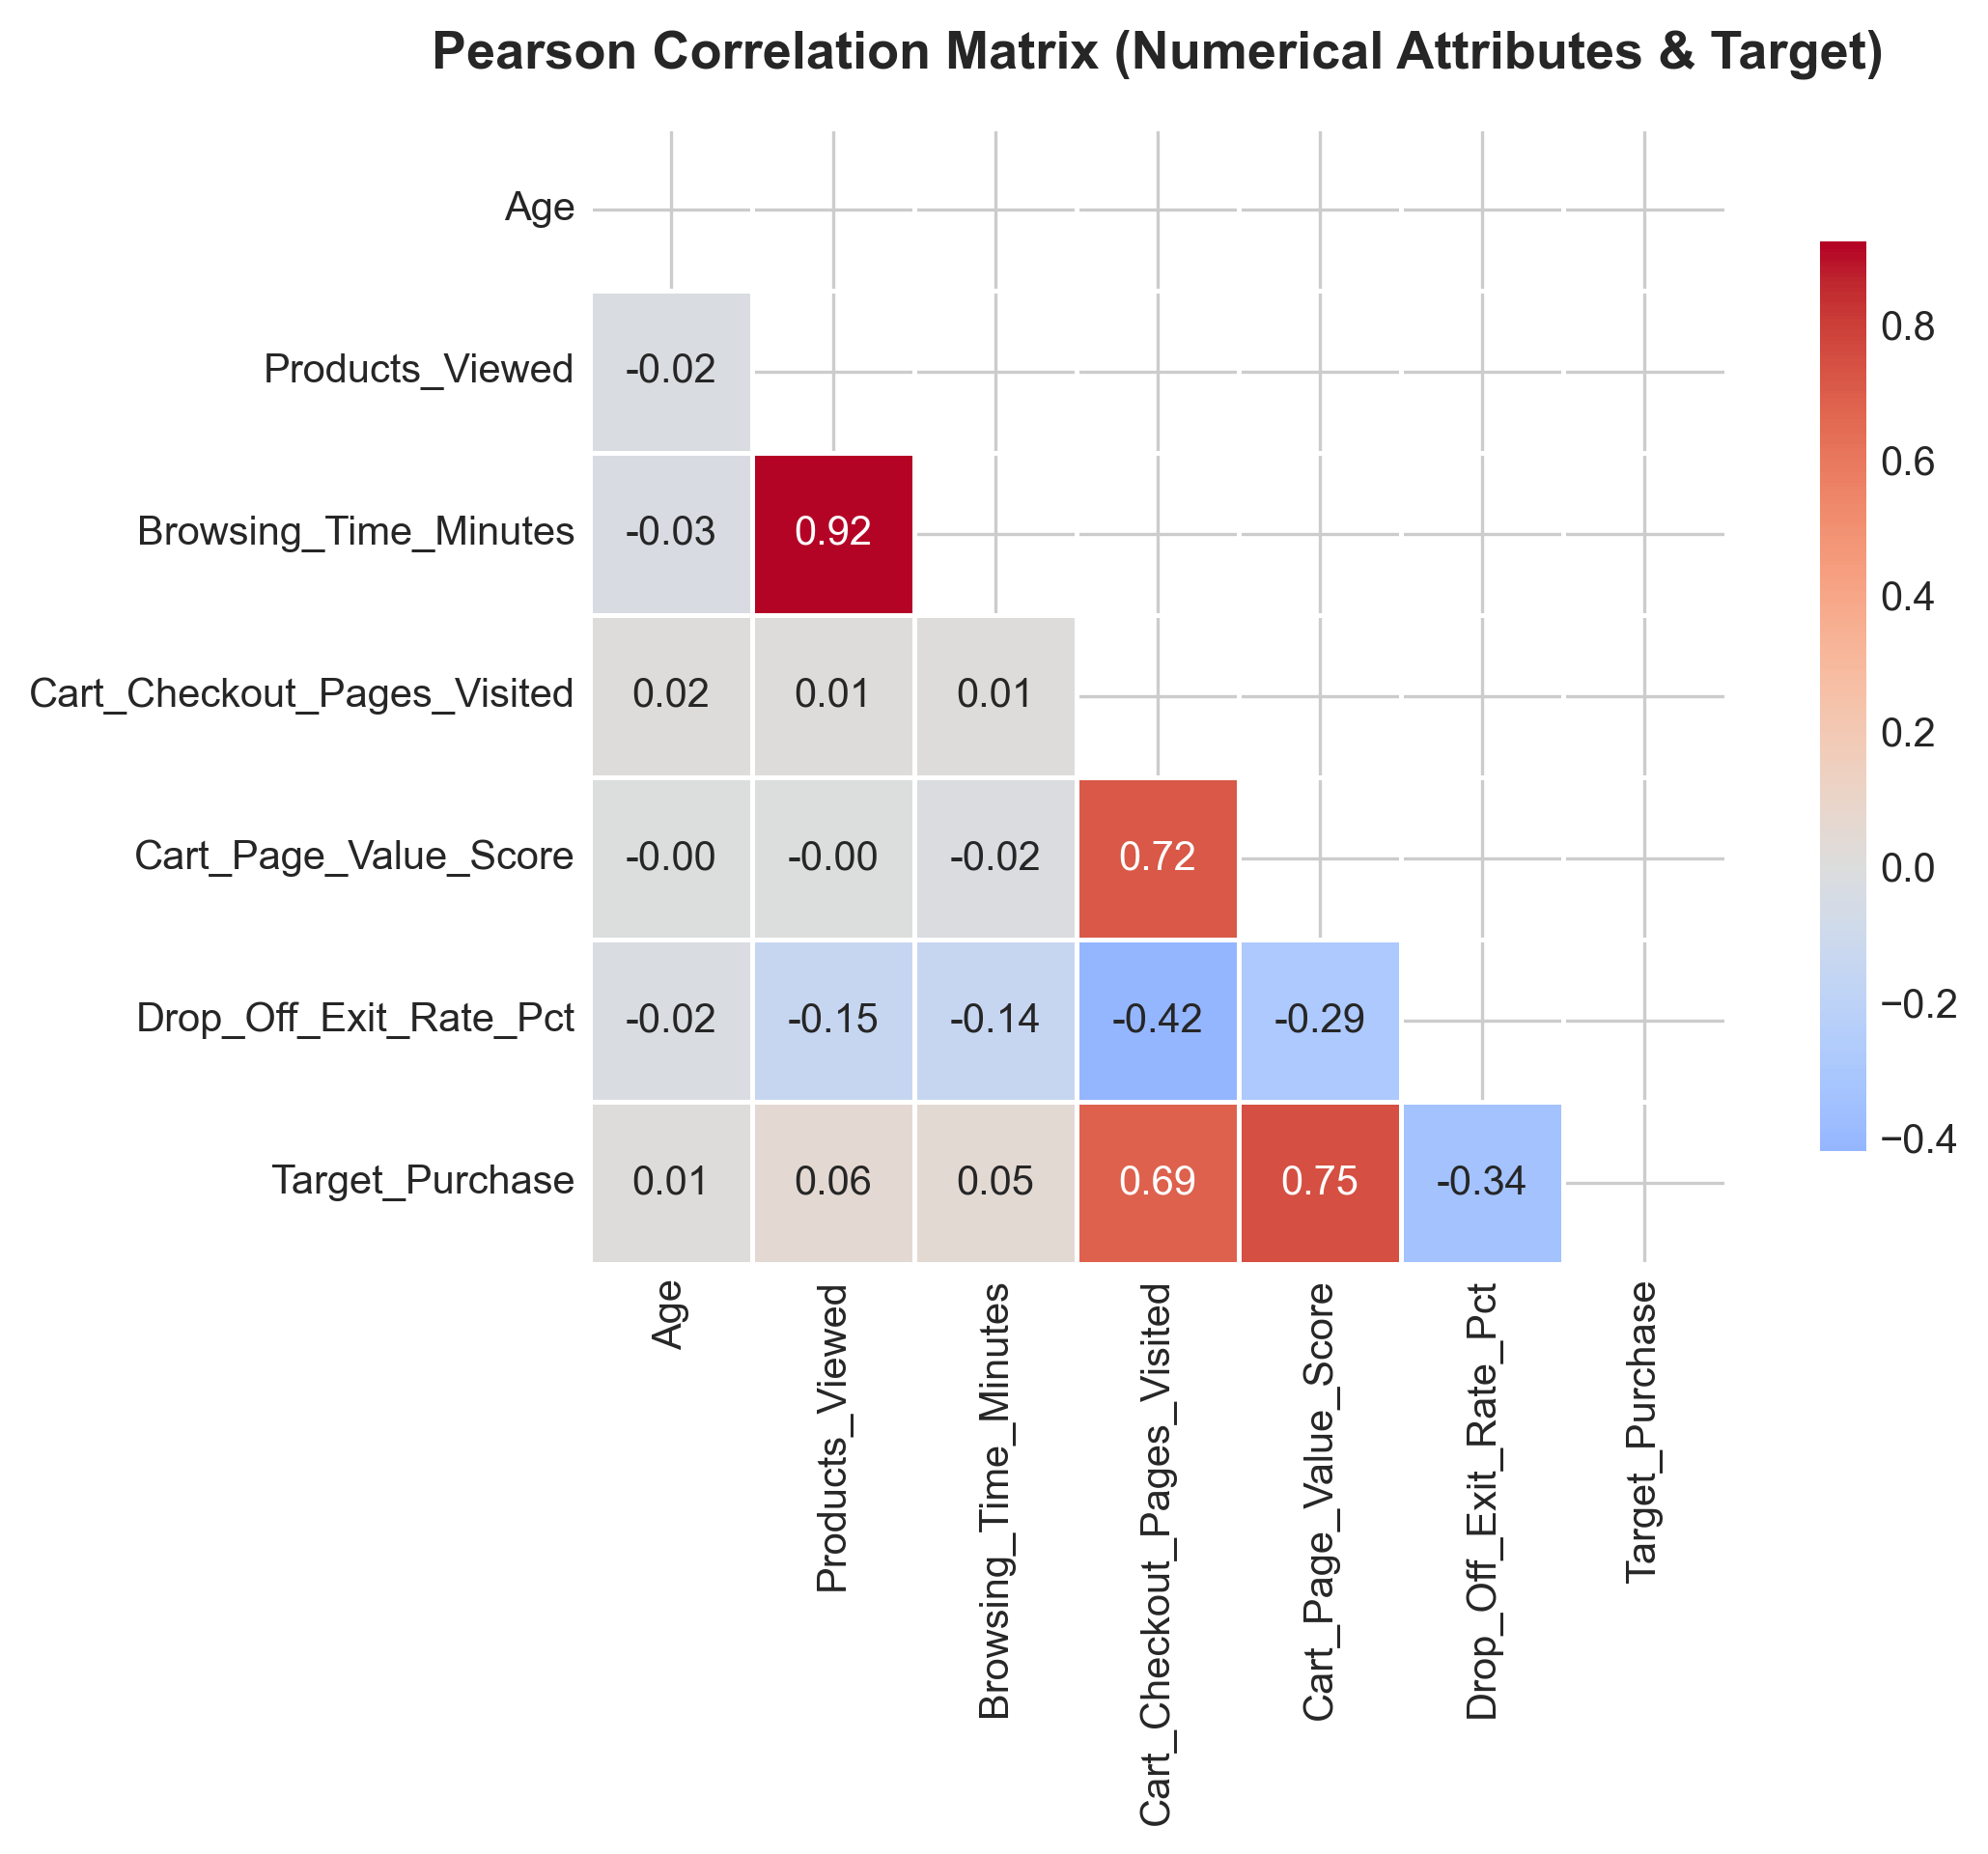 Pearson Correlation Matrix (Numerical Attributes & Target)
Age
Products_Viewed
-0.02
Browsing_Time_Minutes
-0.03 0.92
Cart_Checkout_Pages_Visited
0.02 0.01 0.01
Cart_Page_Value_Score
-0.00 -0.00 -0.02 0.72
Drop_Off_Exit_Rate_Pct
-0.02 -0.15 -0.14 -0.42 -0.29
Target_Purchase
0.01 0.06 0.05 0.69 0.75 -0.34
Age
Products_Viewed
Browsing_Time_Minutes
Cart_Checkout_Pages_Visited
Cart_Page_Value_Score
Drop_Off_Exit_Rate_Pct
Target_Purchase
0.8
0.6
0.4
0.2
0.0
−0.2
−0.4